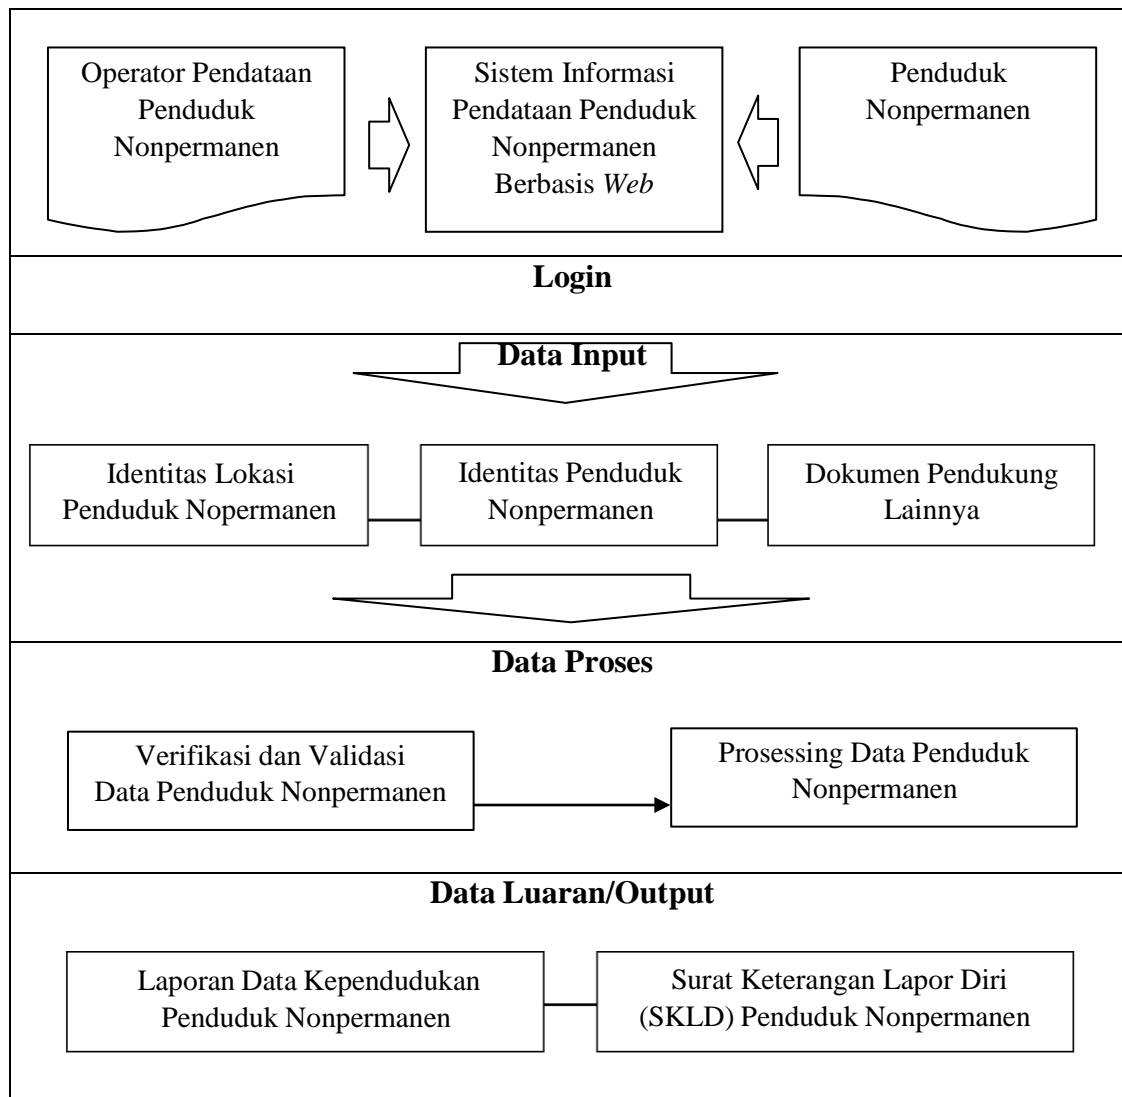 Operator Pendataan
Penduduk
Nonpermanen
Sistem Informasi
Pendataan Penduduk
Nonpermanen
Berbasis Web
Penduduk
Nonpermanen
Login
Data Input
Identitas Lokasi
Penduduk Nopermanen
Identitas Penduduk
Nonpermanen
Dokumen Pendukung
Lainnya
Data Proses
Verifikasi dan Validasi
Data Penduduk Nonpermanen
Prosessing Data Penduduk
Nonpermanen
Data Luaran/Output
Laporan Data Kependudukan
Penduduk Nonpermanen
Surat Keterangan Lapor Diri
(SKLD) Penduduk Nonpermanen